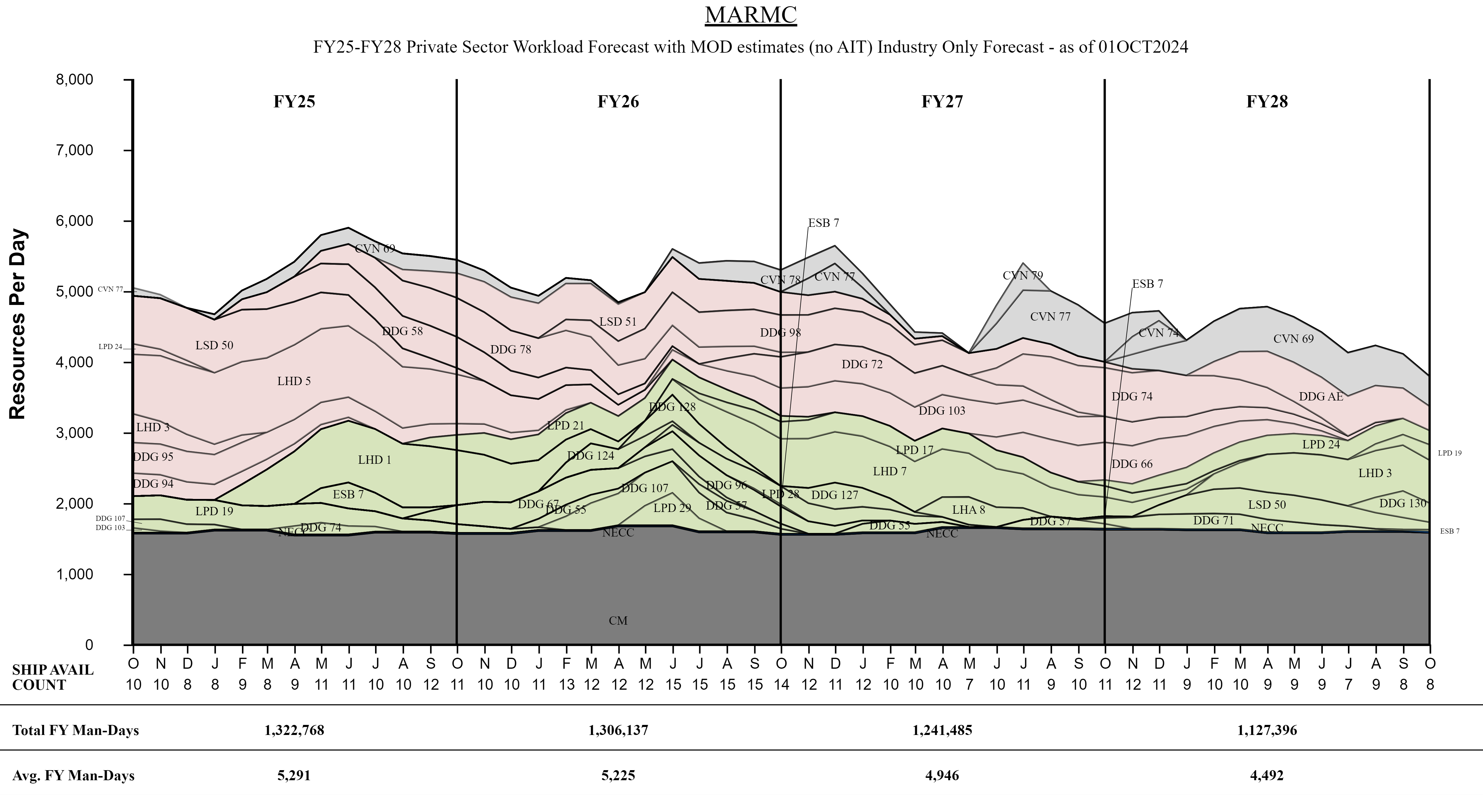 MARMC
FY25-FY28 Private Sector Workload Forecast with MOD estimates (no AIT) Industry Only Forecast - as of 01OCT2024
Resources Per Day
8,000
7,000
6,000
5,000
4,000
3,000
2,000
1,000
0
FY25
FY26
FY27
FY28
CVN 77
LPD 24
DDG 107
DDG 103
LSD 50
LHD 5
LHD 3
DDG 95
DDG 94
LPD 19
NECC
DDG 74
ESB 7
LHD 1
CVN 69
DDG 58
DDG 78
LSD 51
LPD 21
DDG 128
DDG 124
DDG 67
DDG 55
DDG 107
LPD 29
DDG 96
DDG 57
NECC
CM
CVN 78
DDG 98
LPD 28
ESB 7
CVN 77
DDG 72
DDG 103
LPD 17
LHD 7
DDG 127
DDG 55
LHA 8
NECC
DDG 57
CVN 79
CVN 77
ESB 7
CVN 74
DDG 74
DDG 66
CVN 69
DDG AE
LPD 24
LHD 3
LSD 50
DDG 130
DDG 71
NECC
LPD 19
ESB 7
O N D J F M A M J J A S O N D J F M A M J J A S O N D J F M A M J J A S O N D J F M A M J J A S O
SHIP AVAIL
COUNT
10 10 8 8 9 8 9 11 11 10 10 12 11 10 10 11 13 12 12 12 15 15 15 15 14 12 11 12 12 10 10 7 10 11 9 10 11 12 11 9 10 10 9 9 9 7 9 8 8
Total FY Man-Days 1,322,768 1,306,137 1,241,485 1,127,396
Avg. FY Man-Days 5,291 5,225 4,946 4,492